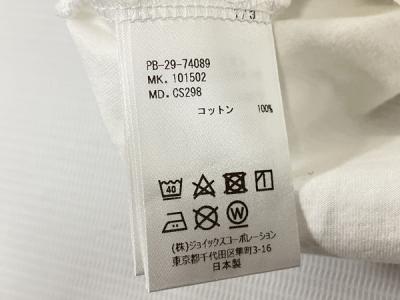 1/3
PB-29-74089
MK. 101502
MD. CS298
コットン 100%
40
W
(株)ジョイックスコーポレーション
東京都千代田区隼町3-16
日本製